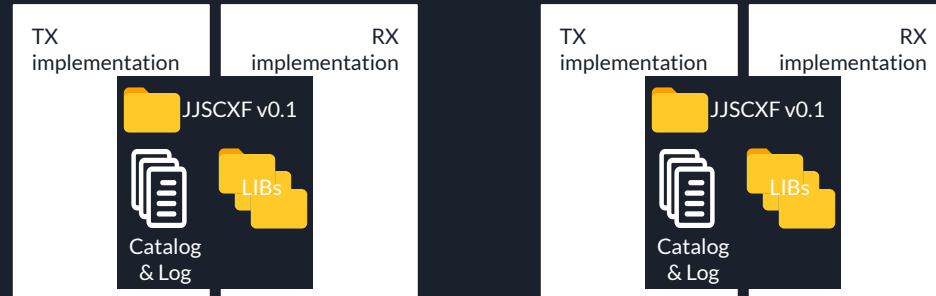 TX
implementation
RX
implementation
JJSCXF v0.1
LIBs
Catalog
& Log
TX
implementation
RX
implementation
JJSCXF v0.1
LIBs
Catalog
& Log